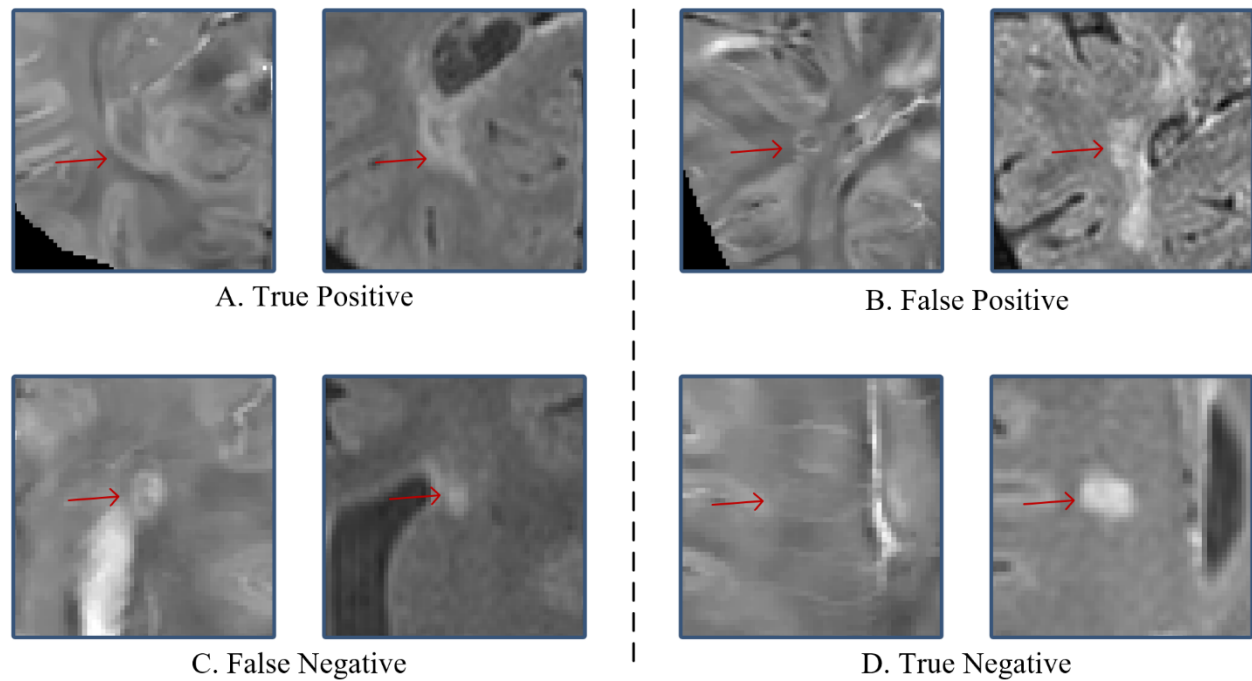 A. True Positive
B. False Positive
C. False Negative
D. True Negative